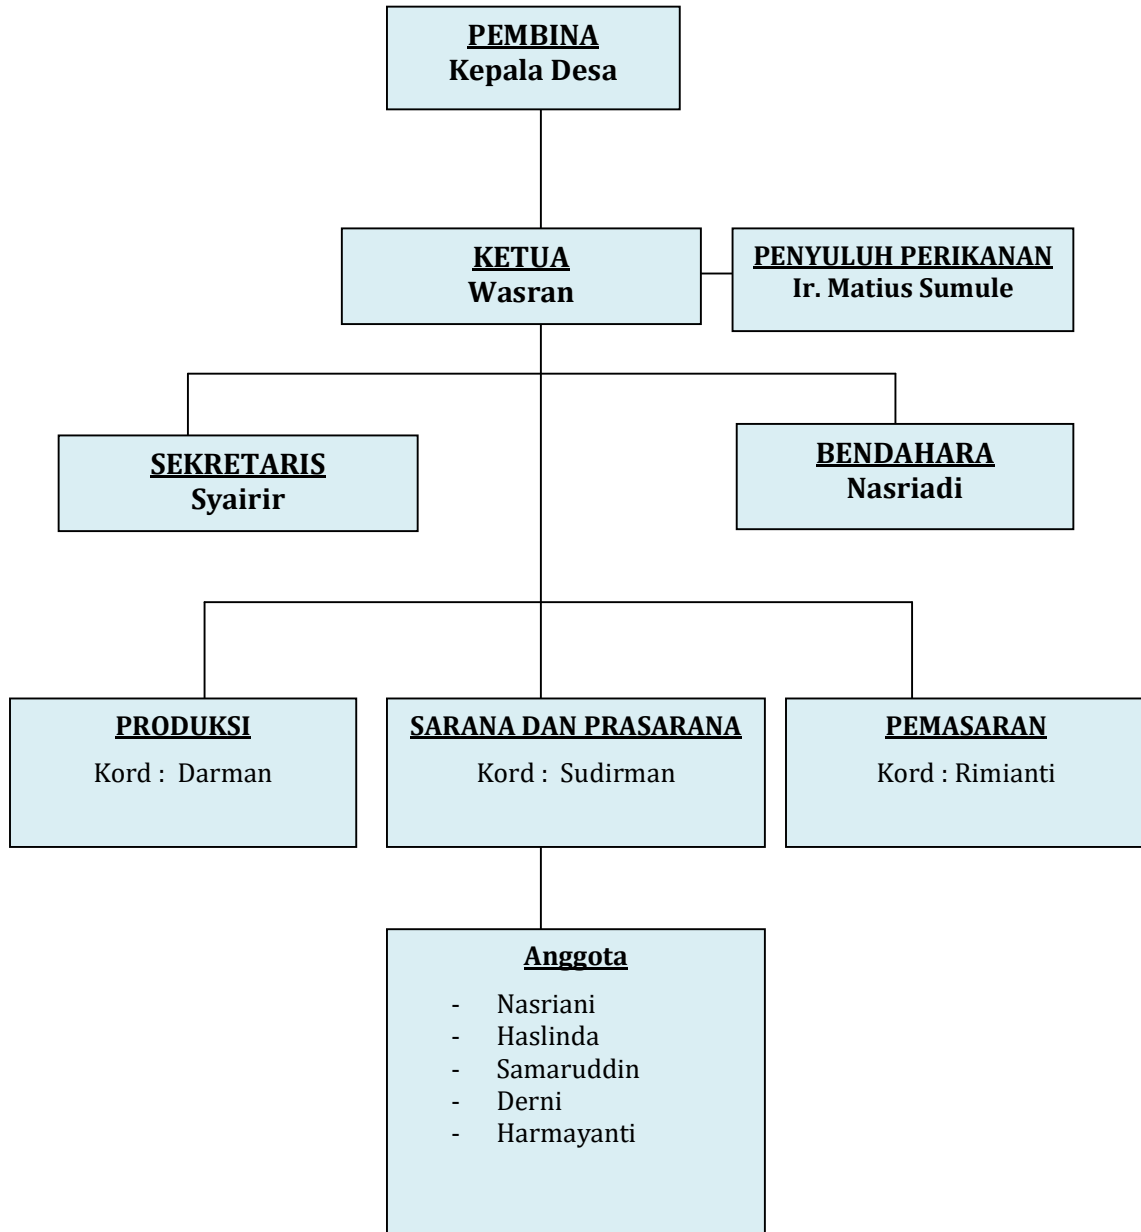 PEMBINA
Kepala Desa
KETUA
Wasran
PENYULUH PERIKANAN
Ir. Matius Sumule
SEKRETARIS
Syairir
BENDAHARA
Nasriadi
PRODUKSI
Kord :  Darman
SARANA DAN PRASARANA
Kord :  Sudirman
PEMASARAN
Kord : Rimianti
Anggota
- Nasriani
- Haslinda
- Samaruddin
- Derni
- Harmayanti